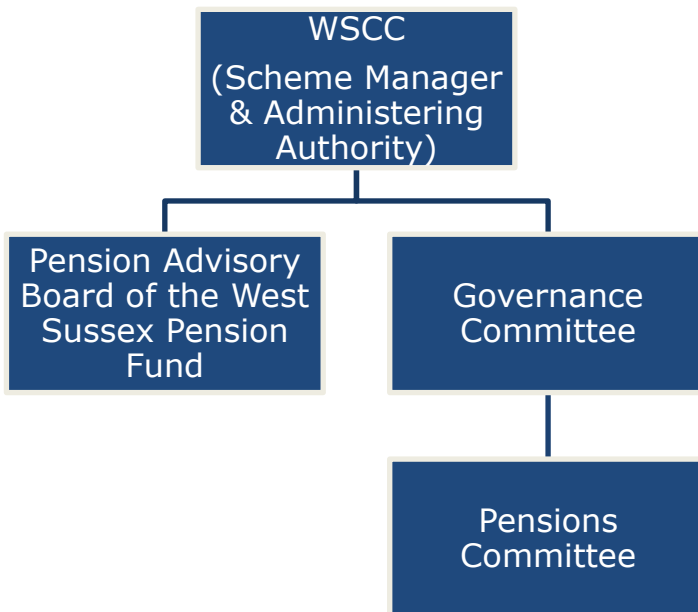 WSCC
(Scheme Manager
& Administering
Authority)
Pension Advisory
Board of the West
Sussex Pension
Fund
Governance
Committee
Pensions
Committee